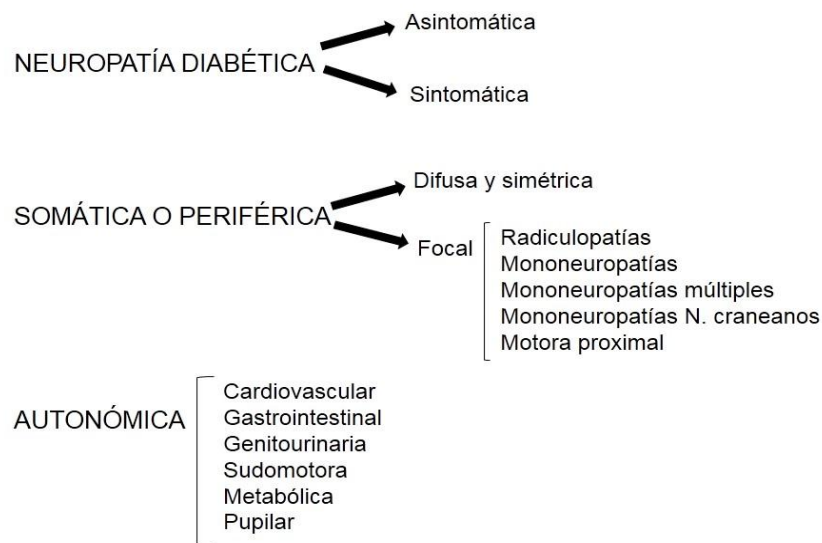 Asintomática
NEUROPATÍA DIABÉTICA
Sintomática
Difusa y simétrica
SOMÁTICA O PERIFÉRICA
Focal
Radiculopatías
Mononeuropatías
Mononeuropatías múltiples
Mononeuropatías N. craneanos
Motora proximal
AUTONÓMICA
Cardiovascular
Gastrointestinal
Genitourinaria
Sudomotora
Metabólica
Pupilar